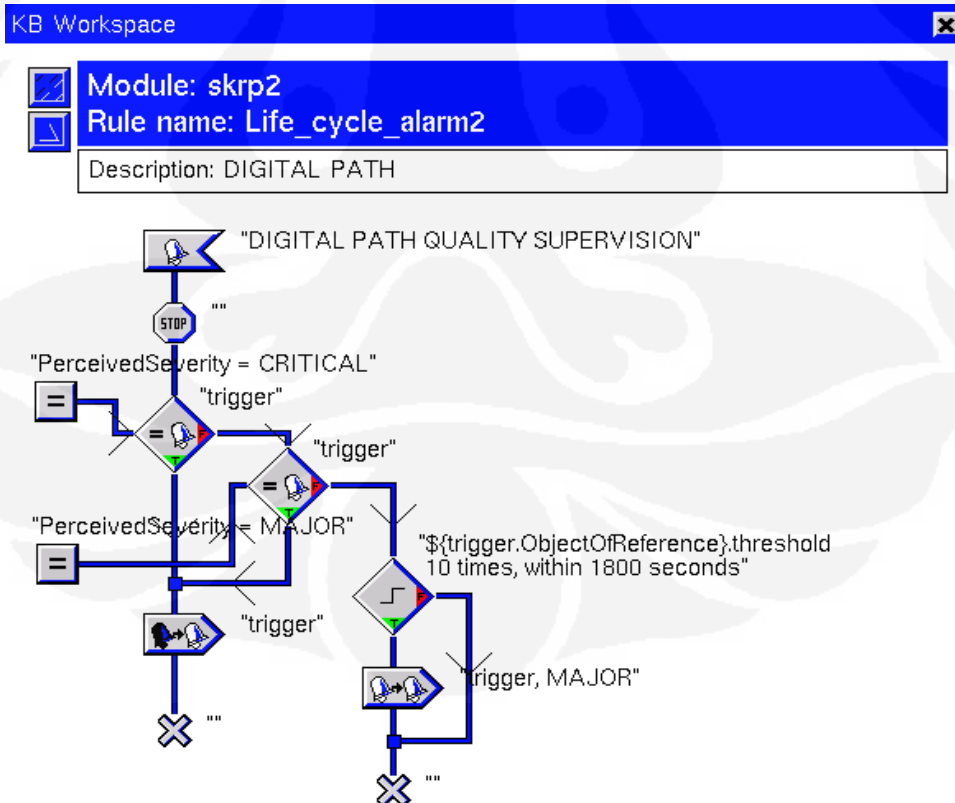 KB Workspace
Module: skrp2
Rule name: Life_cycle_alarm2
Description: DIGITAL PATH
"DIGITAL PATH QUALITY SUPERVISION"
STOP
""
"PerceivedSeverity = CRITICAL"
=
"trigger"
= F
T
"trigger"
= F
T
"PerceivedSeverity = MAJOR"
=
"${trigger.ObjectOfReference}.threshold
10 times, within 1800 seconds"
F
T
"trigger"
"trigger, MAJOR"
""
""